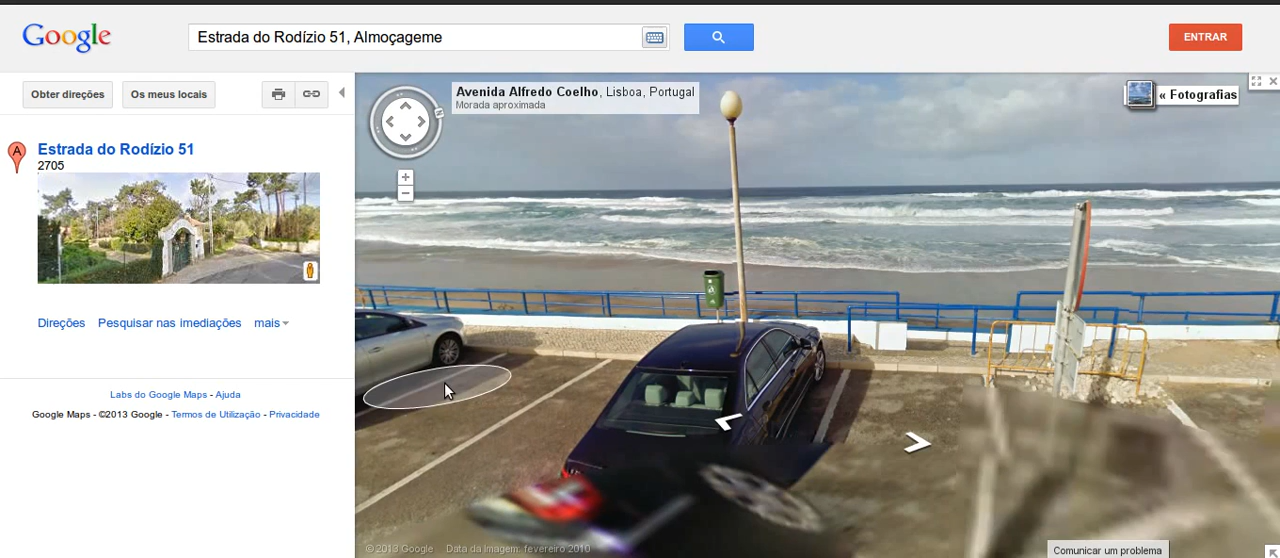 Google
Estrada do Rodízio 51, Almoçageme
ENTRAR
Obter direções
Os meus locais
A
Estrada do Rodízio 51
2705
Direções Pesquisar nas imediações mais
Labs do Google Maps - Ajuda
Google Maps - ©2013 Google - Termos de Utilização - Privacidade
Avenida Alfredo Coelho, Lisboa, Portugal
Morada aproximada
« Fotografias
© 2013 Google
Data da Imagem: fevereiro 2010
Comunicar um problema